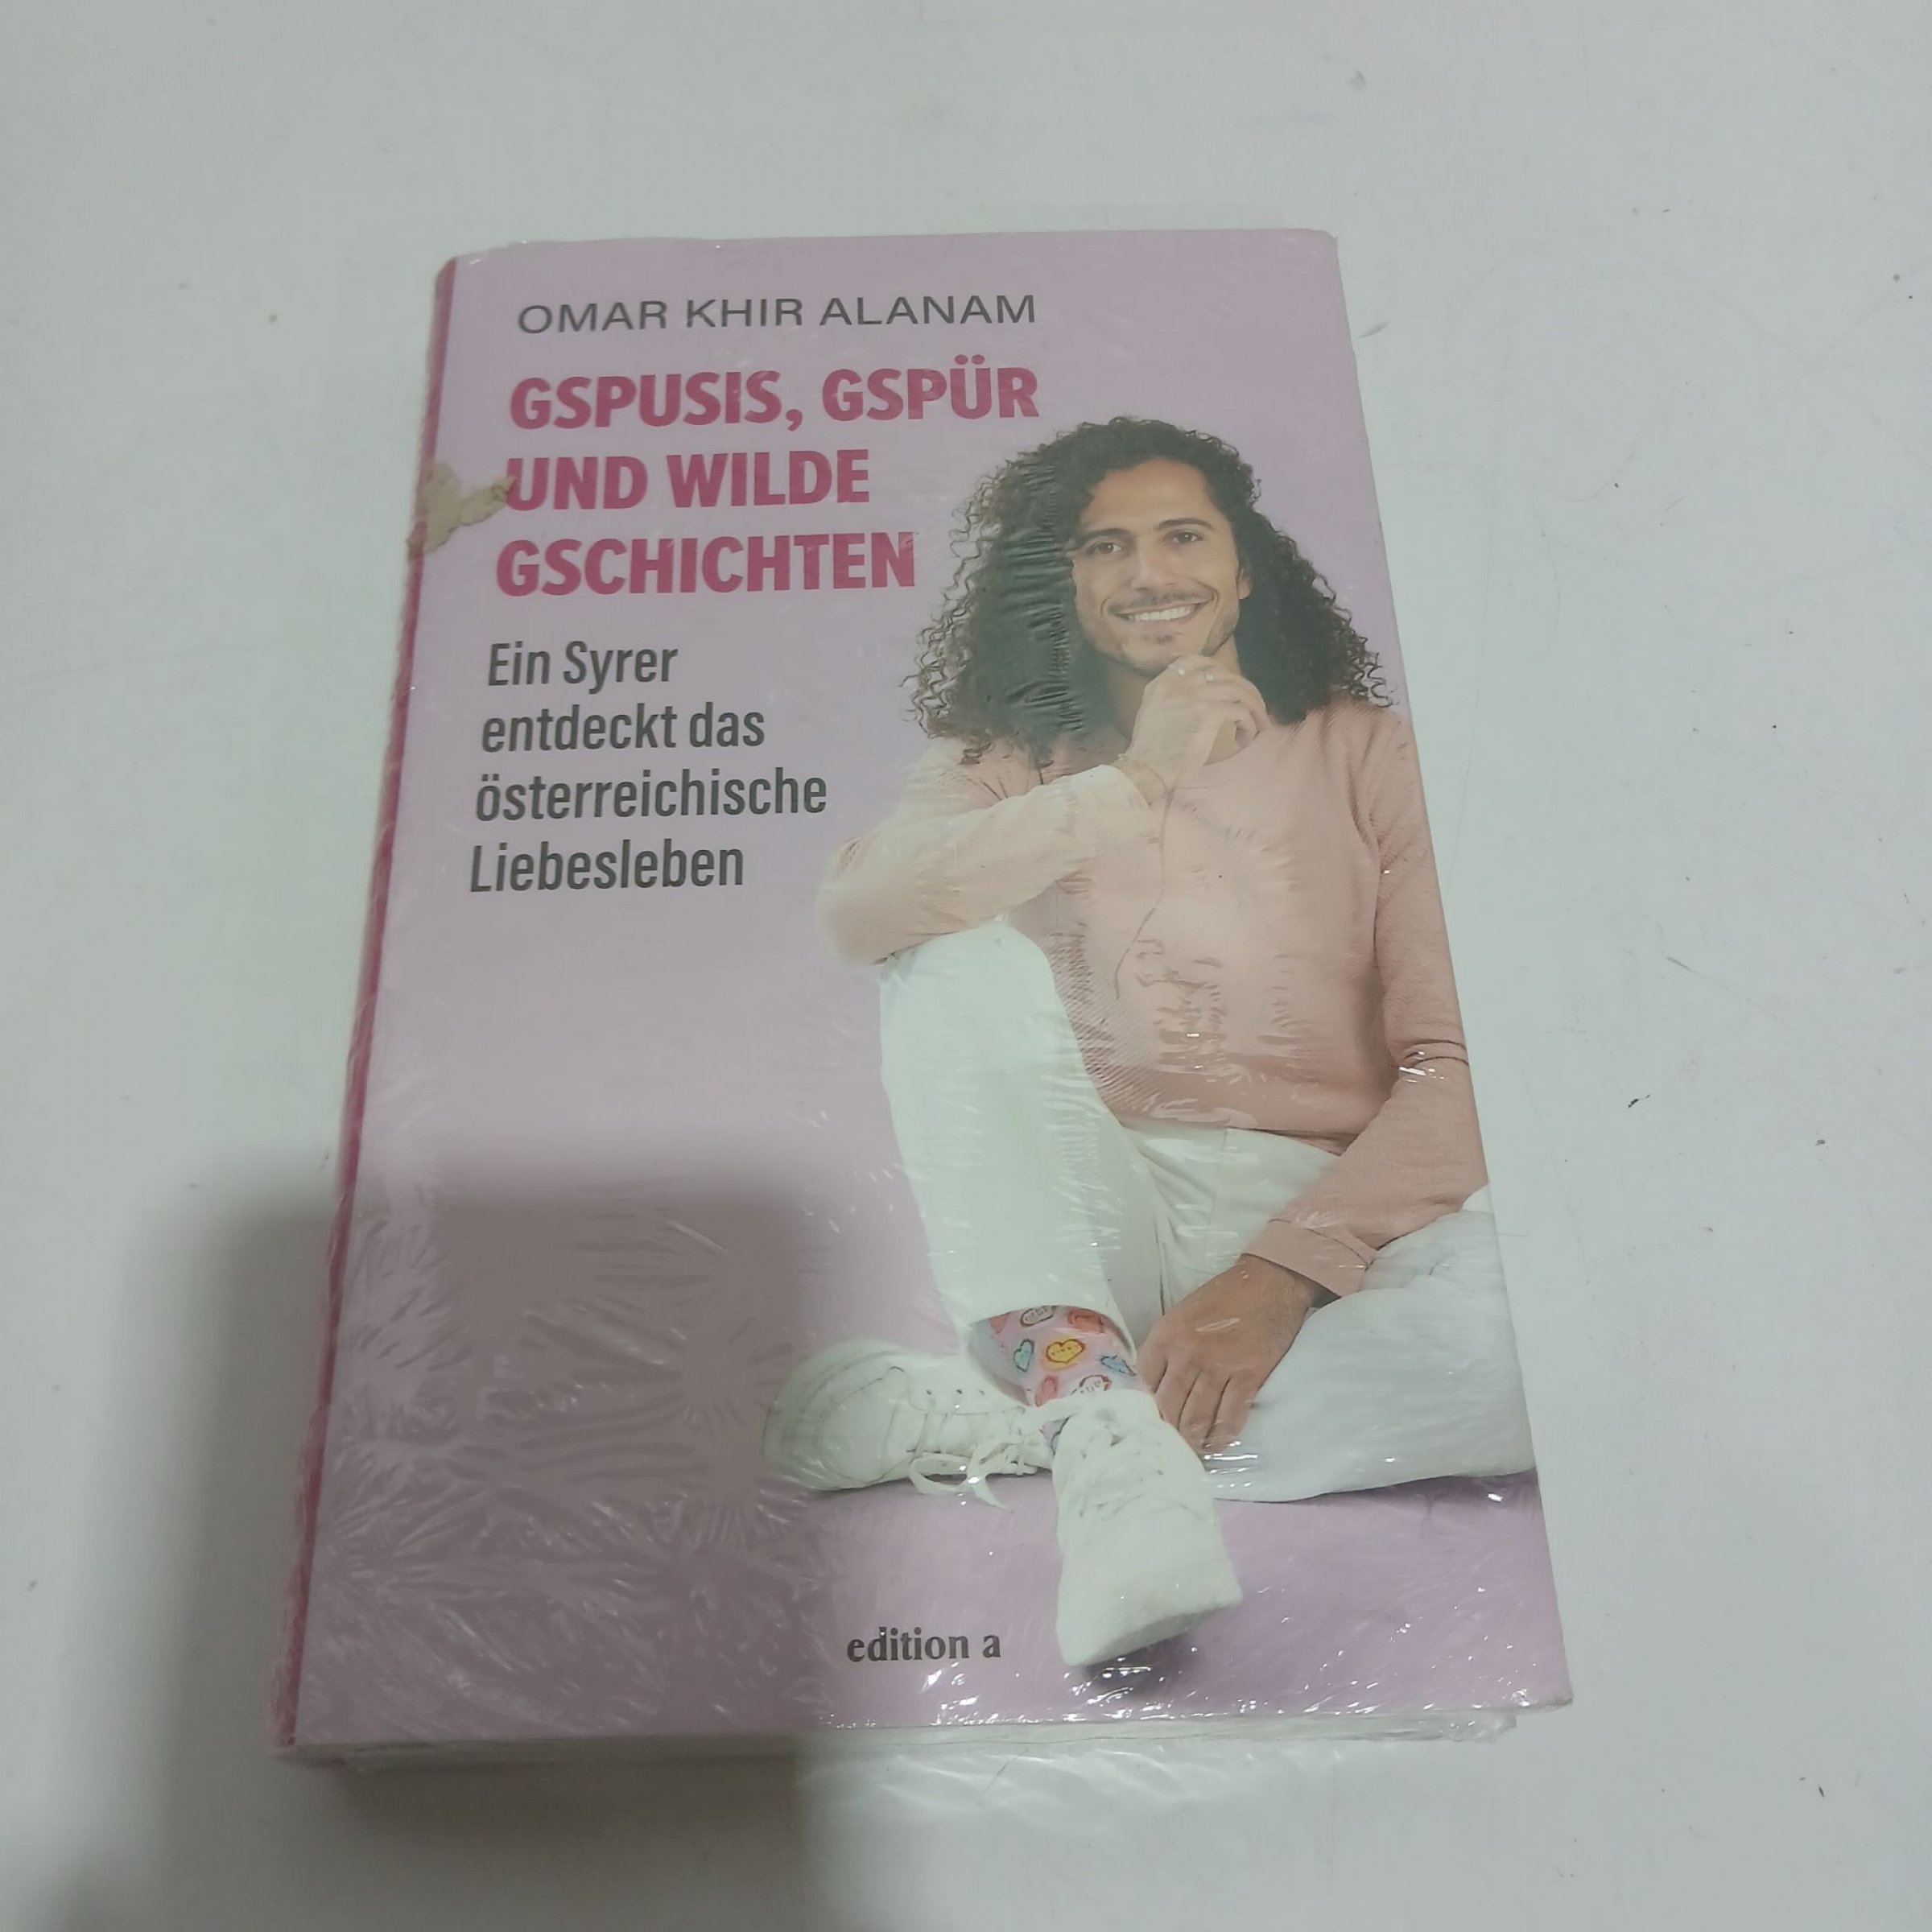 OMAR KHIR ALANAM
GSPUSIS, GSPÜR
UND WILDE
GSCHICHTEN
Ein Syrer
entdeckt das
österreichische
Liebesleben
edition a